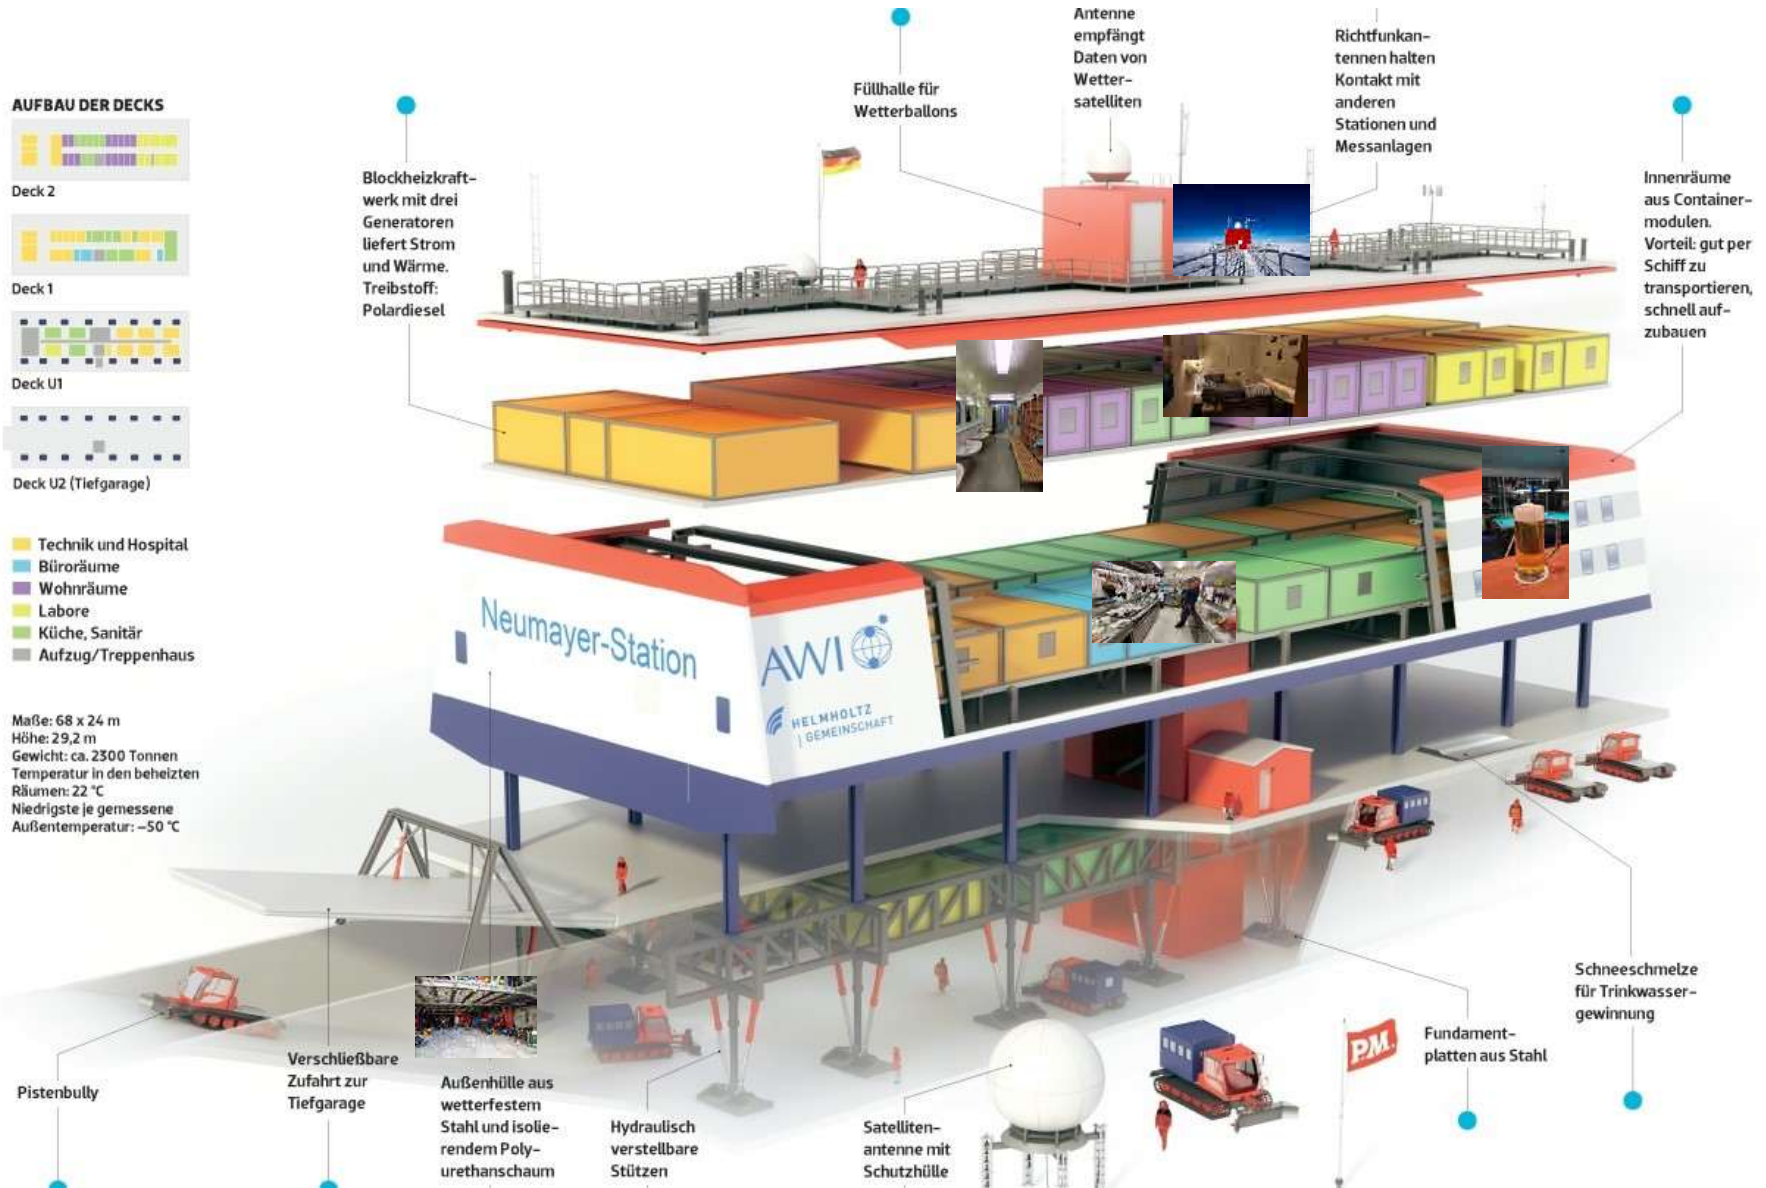 AUFBAU DER DECKS
Deck 2
Deck 1
Deck U1
Deck U2 (Tiefgarage)
Technik und Hospital
Büroräume
Wohnräume
Labore
Küche, Sanitär
Aufzug/Treppenhaus
Maße: 68 x 24 m
Höhe: 29,2 m
Gewicht: ca. 2300 Tonnen
Temperatur in den beheizten
Räumen: 22 °C
Niedrigste je gemessene
Außentemperatur: –50 °C
Blockheizkraft-
werk mit drei
Generatoren
liefert Strom
und Wärme.
Treibstoff:
Polardiesel
Füllhalle für
Wetterballons
Antenne
empfängt
Daten von
Wetter-
satelliten
Richtfunkan-
tennen halten
Kontakt mit
anderen
Stationen und
Messanlagen
Innenräume
aus Container-
modulen.
Vorteil: gut per
Schiff zu
transportieren,
schnell auf-
zubauen
Neumayer-Station
AWI
HELMHOLTZ
| GEMEINSCHAFT
Pistenbully
Verschließbare
Zufahrt zur
Tiefgarage
Außenhülle aus
wetterfestem
Stahl und isolie-
rendem Poly-
urethanschaum
Hydraulisch
verstellbare
Stützen
Satelliten-
antenne mit
Schutzhülle
P.M.
Fundament-
platten aus Stahl
Schneeschmelze
für Trinkwasser-
gewinnung